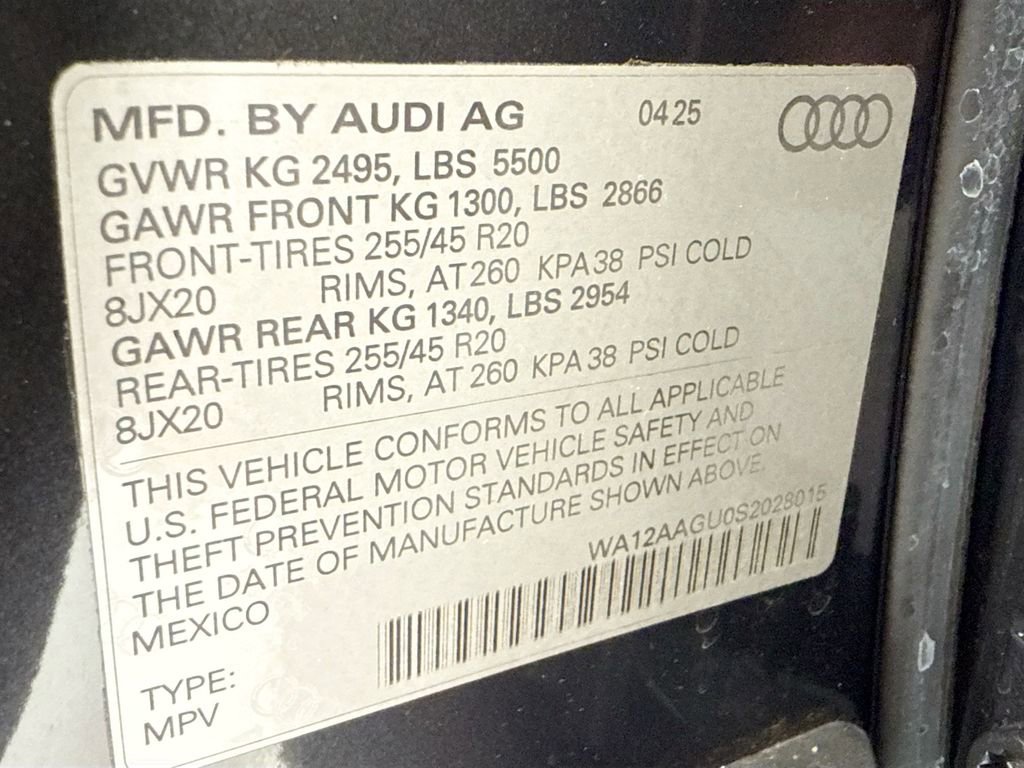 MFD. BY AUDI AG 0425
GVWR KG 2495, LBS 5500
GAWR FRONT KG 1300, LBS 2866
FRONT-TIRES 255/45 R20
8JX20 RIMS, AT 260 KPA 38 PSI COLD
GAWR REAR KG 1340, LBS 2954
REAR-TIRES 255/45 R20
8JX20 RIMS, AT 260 KPA 38 PSI COLD
THIS VEHICLE CONFORMS TO ALL APPLICABLE
U.S. FEDERAL MOTOR VEHICLE SAFETY AND
THEFT PREVENTION STANDARDS IN EFFECT ON
THE DATE OF MANUFACTURE SHOWN ABOVE.
MEXICO
WA12AAGU0S2028015
TYPE:
MPV